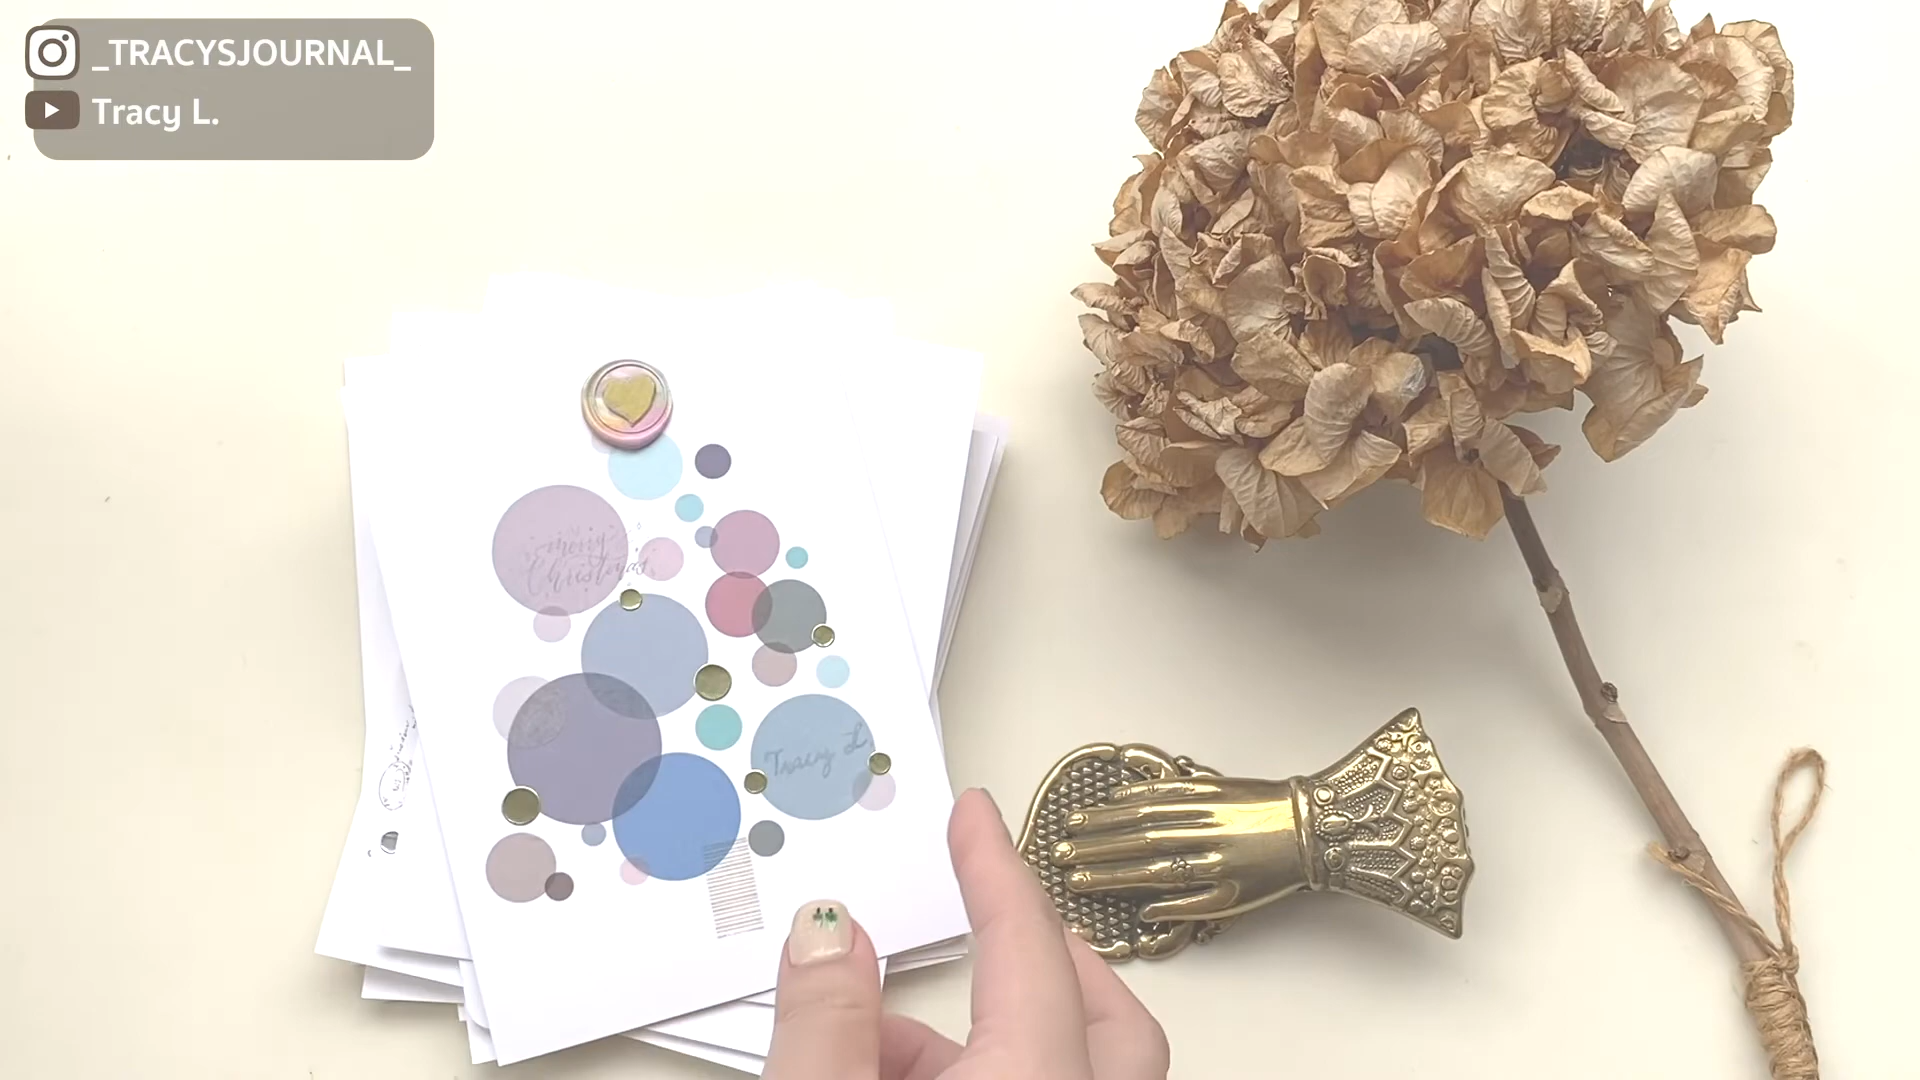 _TRACYSJOURNAL_
Tracy L.
merry
Christmas
Tracy L.